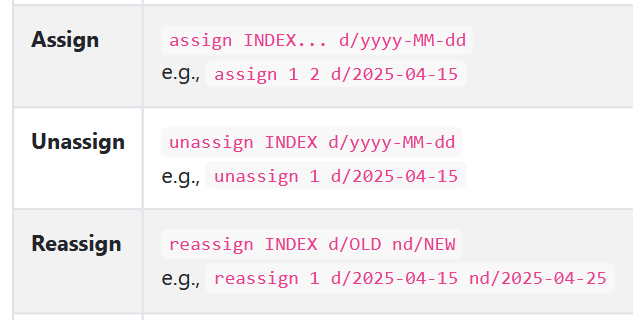 Assign
assign INDEX... d/yyyy-MM-dd
e.g., assign 1 2 d/2025-04-15
Unassign
unassign INDEX d/yyyy-MM-dd
e.g., unassign 1 d/2025-04-15
Reassign
reassign INDEX d/OLD nd/NEW
e.g., reassign 1 d/2025-04-15 nd/2025-04-25